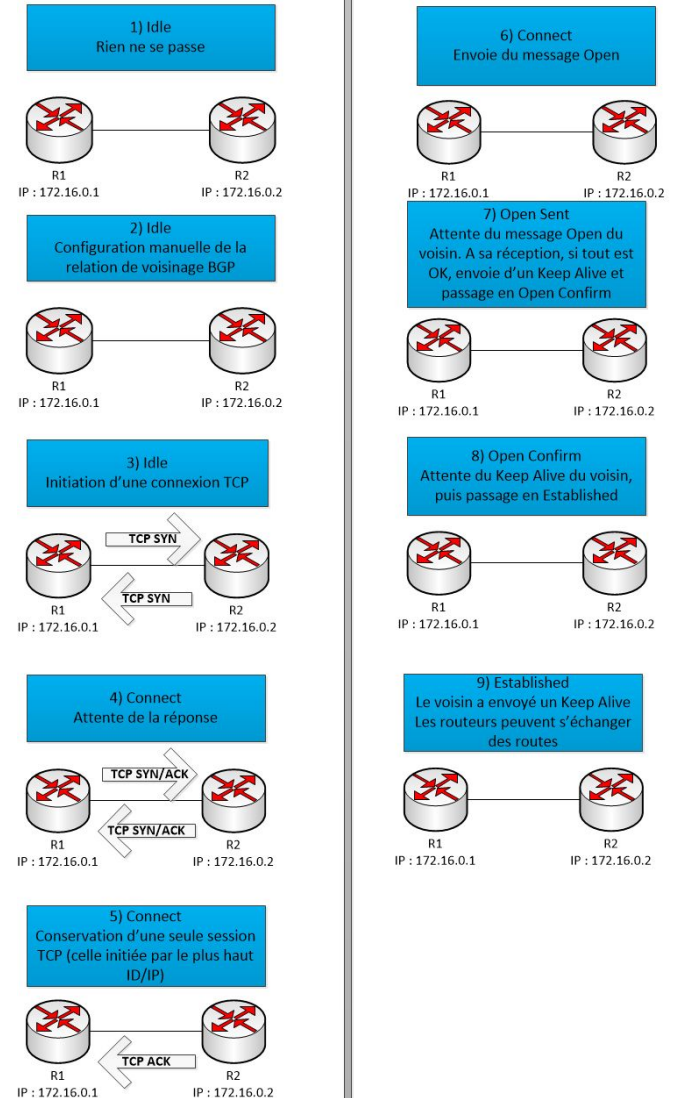 1) Idle
Rien ne se passe
R1
IP : 172.16.0.1
R2
IP : 172.16.0.2
2) Idle
Configuration manuelle de la
relation de voisinage BGP
R1
IP : 172.16.0.1
R2
IP : 172.16.0.2
3) Idle
Initiation d’une connexion TCP
TCP SYN
TCP SYN
R1
IP : 172.16.0.1
R2
IP : 172.16.0.2
4) Connect
Attente de la réponse
TCP SYN/ACK
TCP SYN/ACK
R1
IP : 172.16.0.1
R2
IP : 172.16.0.2
5) Connect
Conservation d’une seule session
TCP (celle initiée par le plus haut
ID/IP)
TCP ACK
R1
IP : 172.16.0.1
R2
IP : 172.16.0.2
6) Connect
Envoie du message Open
R1
IP : 172.16.0.1
R2
IP : 172.16.0.2
7) Open Sent
Attente du message Open du
voisin. A sa réception, si tout est
OK, envoie d’un Keep Alive et
passage en Open Confirm
R1
IP : 172.16.0.1
R2
IP : 172.16.0.2
8) Open Confirm
Attente du Keep Alive du voisin,
puis passage en Established
R1
IP : 172.16.0.1
R2
IP : 172.16.0.2
9) Established
Le voisin a envoyé un Keep Alive
Les routeurs peuvent s’échanger
des routes
R1
IP : 172.16.0.1
R2
IP : 172.16.0.2